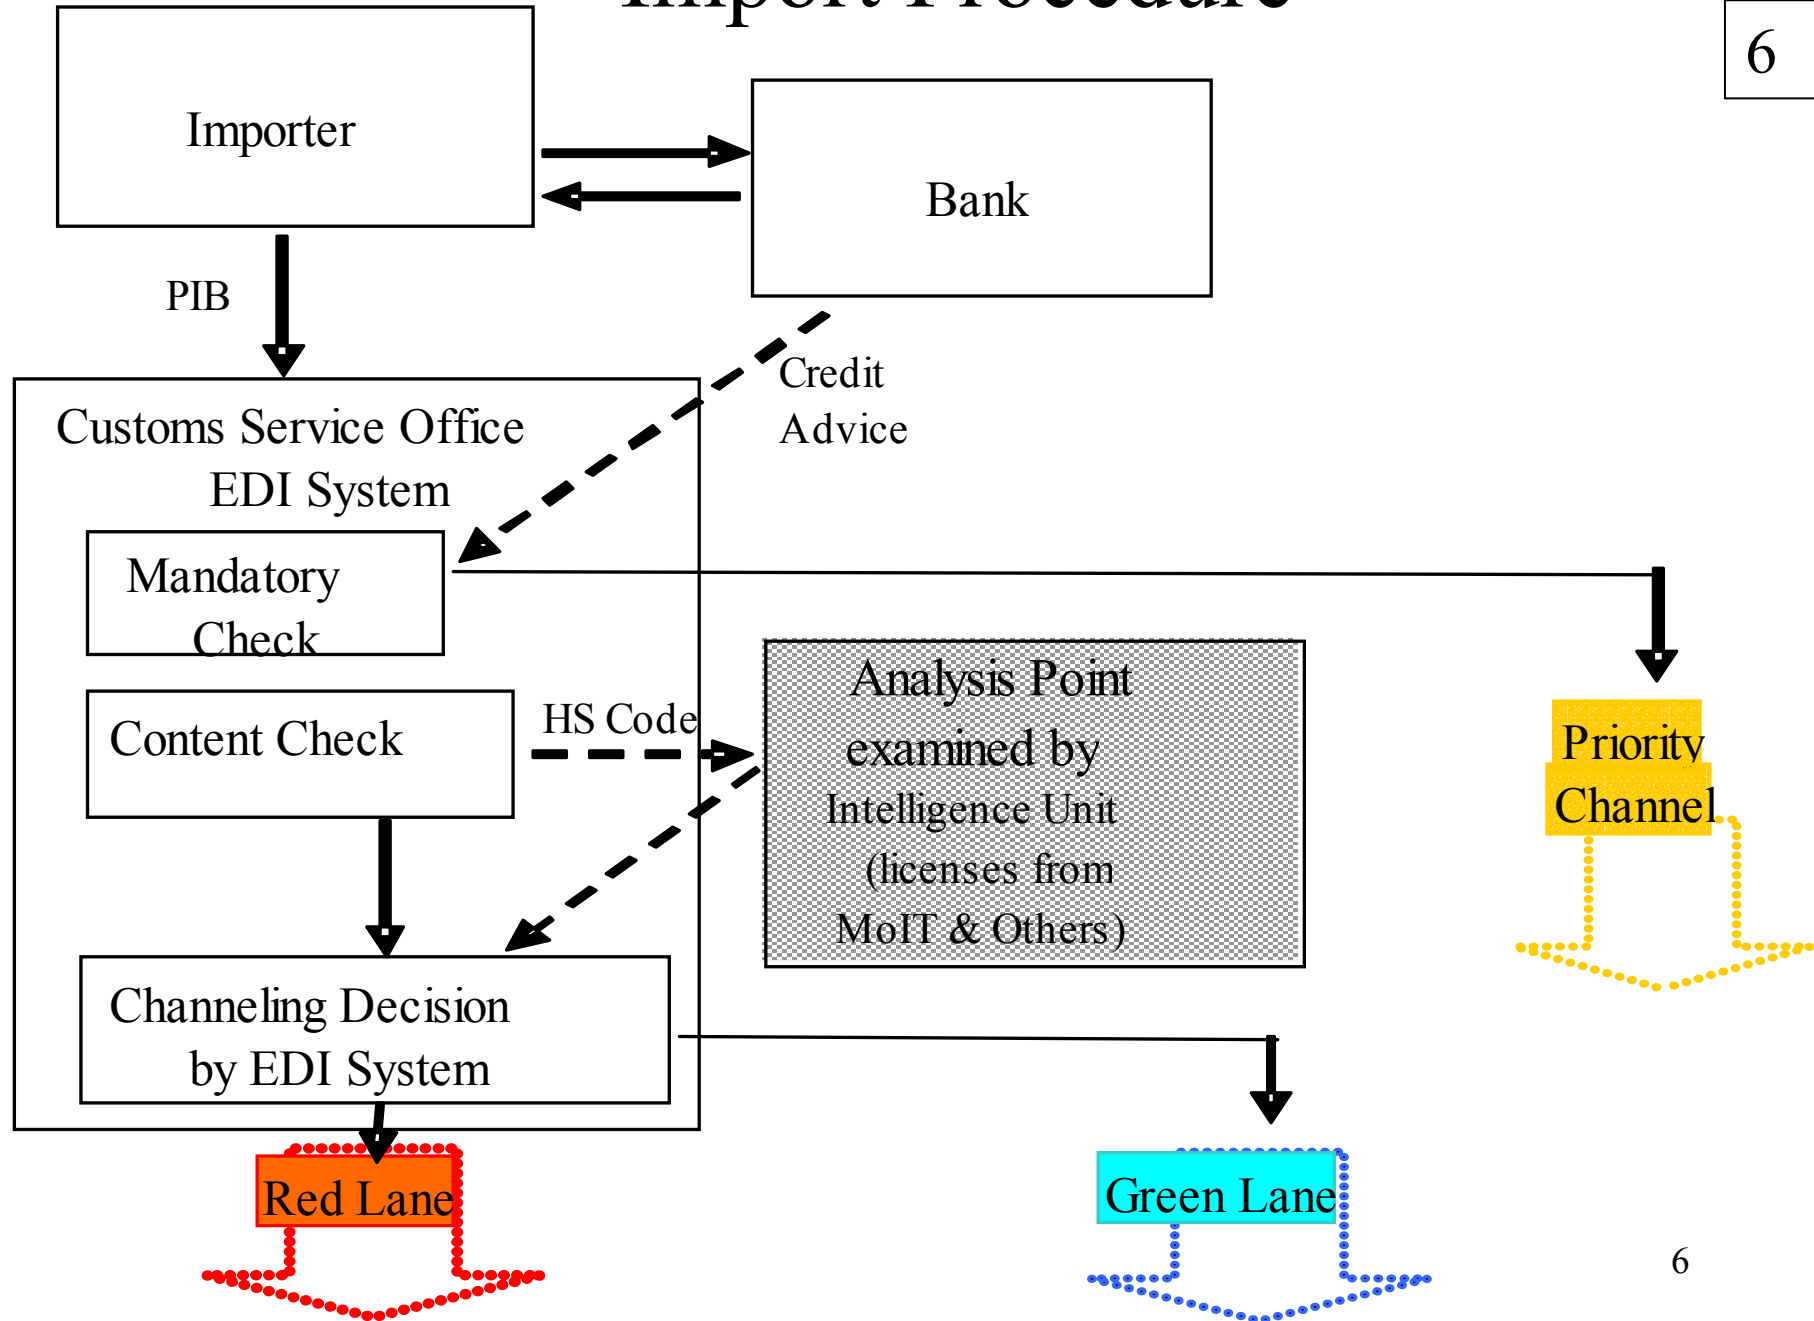 Import Procedure
6
Importer
Bank
PIB
Credit
Advice
Customs Service Office
EDI System
Mandatory
Check
Content Check
HS Code
Analysis Point
examined by
Intelligence Unit
(licenses from
MoIT & Others)
Priority
Channel
Channeling Decision
by EDI System
Red Lane
Green Lane
6